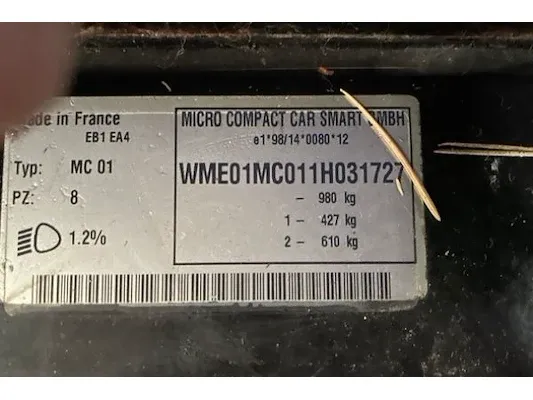 Made in France
EB1 EA4
Typ: MC 01
PZ: 8
1.2%
MICRO COMPACT CAR SMART GMBH
e1*98/14*0080*12
WME01MC011H031727
- 980 kg
1 - 427 kg
2 - 610 kg